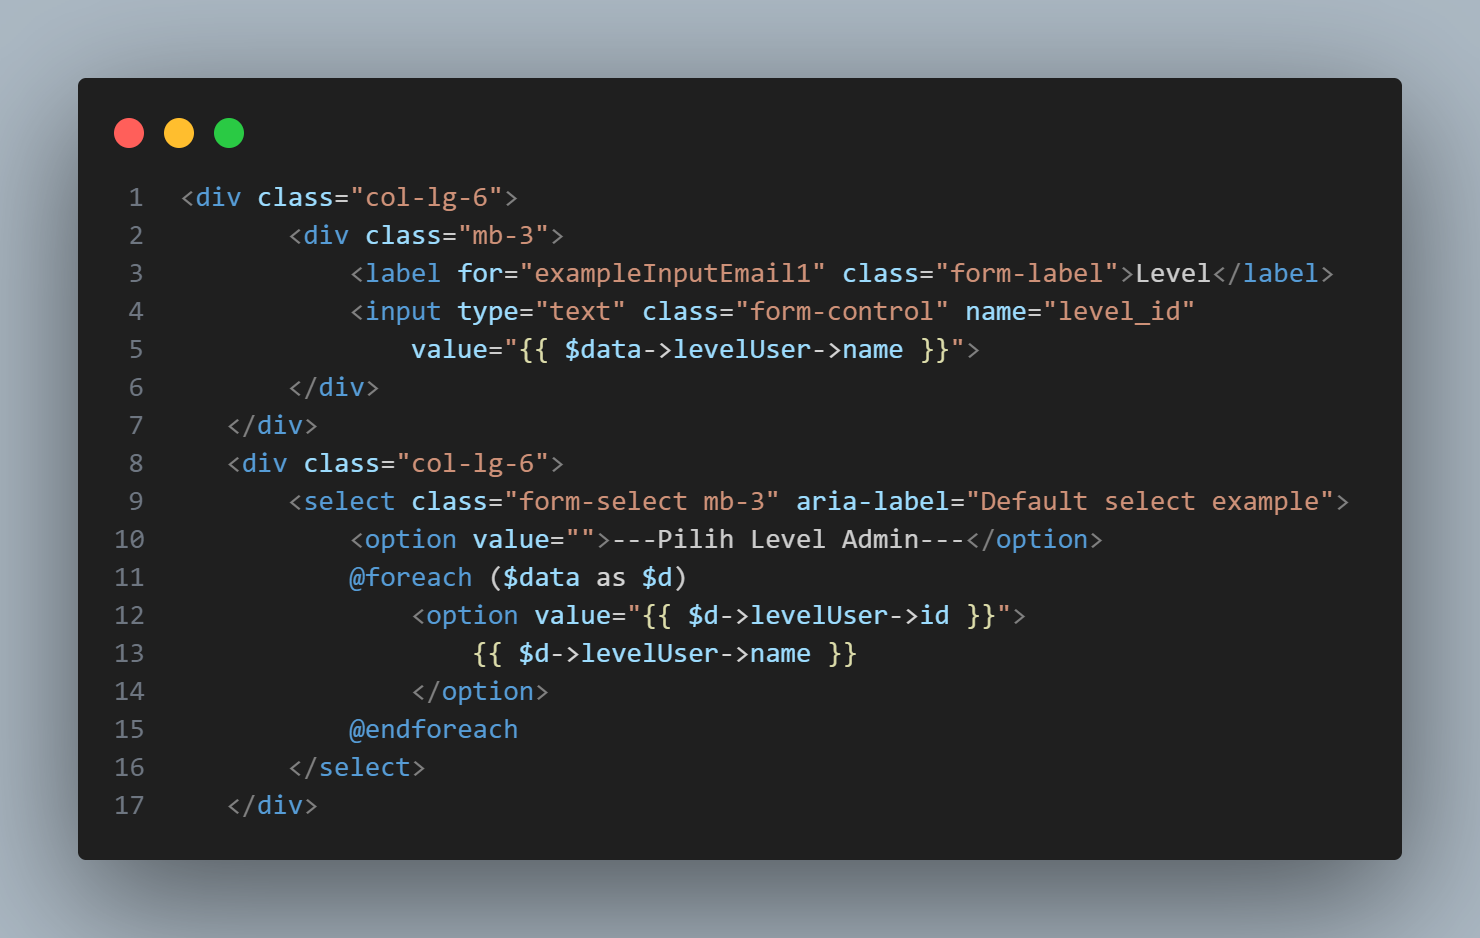 1 <div class="col-lg-6">
2         <div class="mb-3">
3             <label for="exampleInputEmail1" class="form-label">Level</label>
4             <input type="text" class="form-control" name="level_id"
5                 value="{{ $data->levelUser->name }}">
6         </div>
7     </div>
8     <div class="col-lg-6">
9         <select class="form-select mb-3" aria-label="Default select example">
10             <option value="">---Pilih Level Admin---</option>
11             @foreach ($data as $d)
12                 <option value="{{ $d->levelUser->id }}">
13                     {{ $d->levelUser->name }}
14                 </option>
15             @endforeach
16         </select>
17     </div>